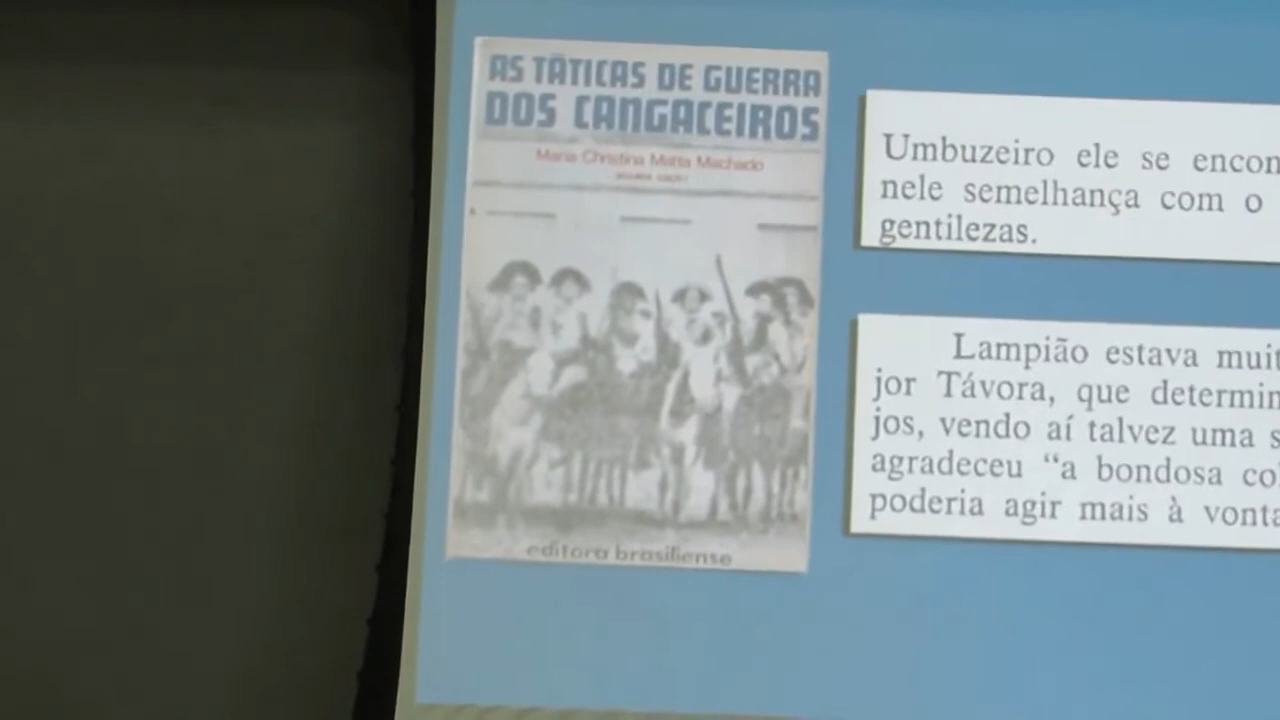 AS TÁTICAS DE GUERRA
DOS CANGACEIROS
Maria Christina Matta Machado
editora brasiliense
Umbuzeiro ele se encon
nele semelhança com o
gentilezas.
Lampião estava muit
jor Távora, que determin
jos, vendo aí talvez uma s
agradeceu “a bondosa co
poderia agir mais à vonta